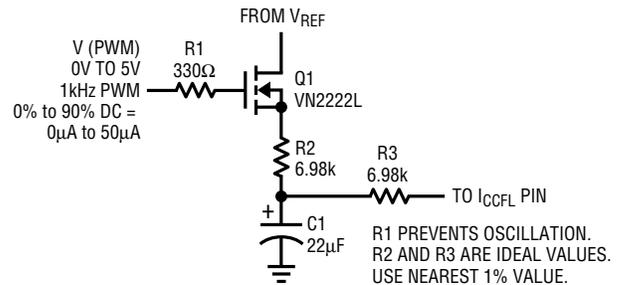 FROM VREF
V (PWM)
0V TO 5V
1kHz PWM
0% to 90% DC =
0μA to 50μA
R1
330Ω
Q1
VN2222L
R2
6.98k
R3
6.98k
TO ICCFL PIN
+
C1
22μF
R1 PREVENTS OSCILLATION.
R2 AND R3 ARE IDEAL VALUES.
USE NEAREST 1% VALUE.